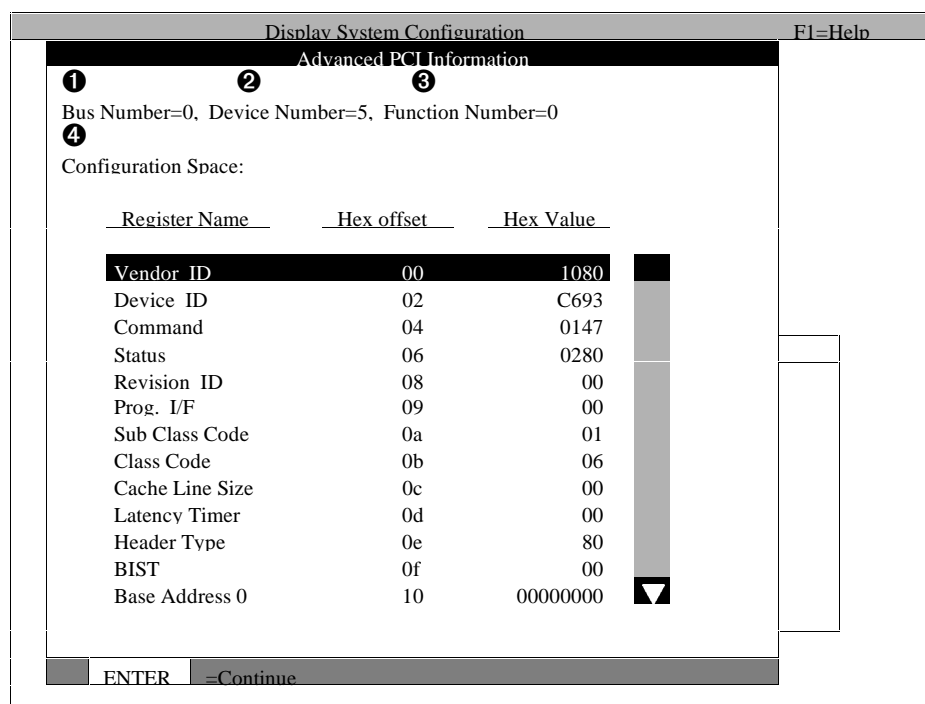 Display System Configuration F1=Help
Advanced PCI Information
❶ ❷ ❸
Bus Number=0, Device Number=5, Function Number=0
❹
Configuration Space:
Register Name Hex offset Hex Value
Vendor ID 00 1080
Device ID 02 C693
Command 04 0147
Status 06 0280
Revision ID 08 00
Prog. I/F 09 00
Sub Class Code 0a 01
Class Code 0b 06
Cache Line Size 0c 00
Latency Timer 0d 00
Header Type 0e 80
BIST 0f 00
Base Address 0 10 00000000
ENTER =Continue